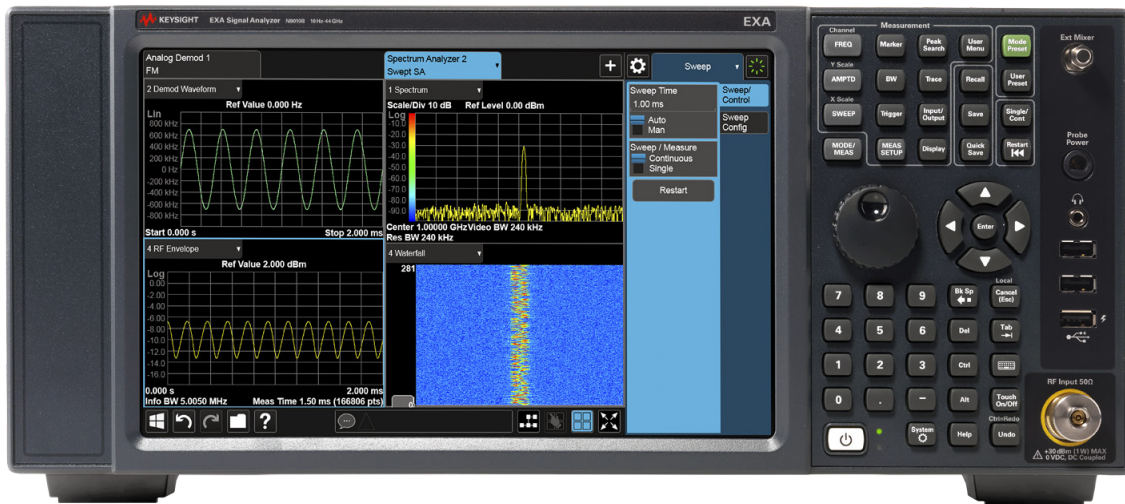 KEYSIGHT EXA Signal Analyzer N9010B 10 Hz-44 GHz
EXA
Analog Demod 1
FM
Spectrum Analyzer 2
Swept SA
+
Sweep
2 Demod Waveform
Ref Value 0.000 Hz
Lin
800 kHz
600 kHz
400 kHz
200 kHz
0 Hz
-200 kHz
-400 kHz
-600 kHz
-800 kHz
Start 0.000 s
Stop 2.000 ms
1 Spectrum
Scale/Div 10 dB
Ref Level 0.00 dBm
Log
-10.0
-20.0
-30.0
-40.0
-50.0
-60.0
-70.0
-80.0
-90.0
Center 1.00000 GHz
Video BW 240 kHz
Res BW 240 kHz
4 RF Envelope
Ref Value 2.000 dBm
Log
0.00
-2.00
-4.00
-6.00
-8.00
-10.0
-12.0
-14.0
-16.0
0.000 s
2.000 ms
Info BW 5.0050 MHz
Meas Time 1.50 ms (166806 pts)
4 Waterfall
281
0
Sweep Time
1.00 ms
Auto
Man
Sweep / Measure
Continuous
Single
Restart
Sweep/
Control
Sweep
Config
?
Measurement
Channel
FREQ
Marker
Peak
Search
User
Menu
Mode
Preset
Y Scale
AMPTD
BW
Trace
Recall
User
Preset
X Scale
SWEEP
Trigger
Input/
Output
Save
Single/
Cont
MODE/
MEAS
MEAS
SETUP
Display
Quick
Save
Restart
Enter
Local
7
8
9
Bk Sp
Cancel
(Esc)
4
5
6
Del
Tab
1
2
3
Ctrl
0
.
–
Alt
Touch
On/Off
Ctrl=Redo
System
Help
Undo
Ext Mixer
Probe
Power
RF Input 50Ω
+30 dBm (1 W) MAX
0 VDC, DC Coupled